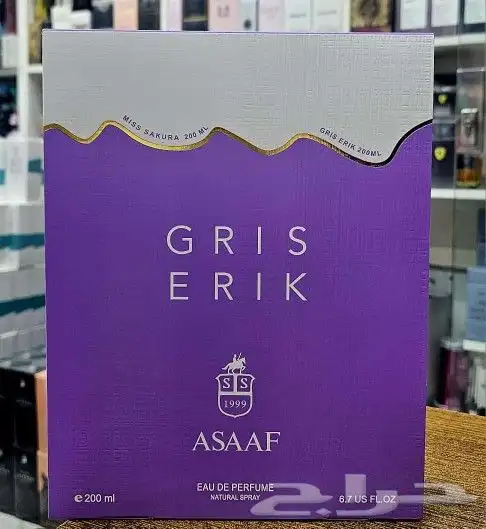 MISS SAKURA 200 ML
GRIS ERIK 200ML
GRIS
ERIK
S S
1999
ASAAF
EAU DE PERFUME
NATURAL SPRAY
e 200 ml
6.7 US FL.OZ
حراج